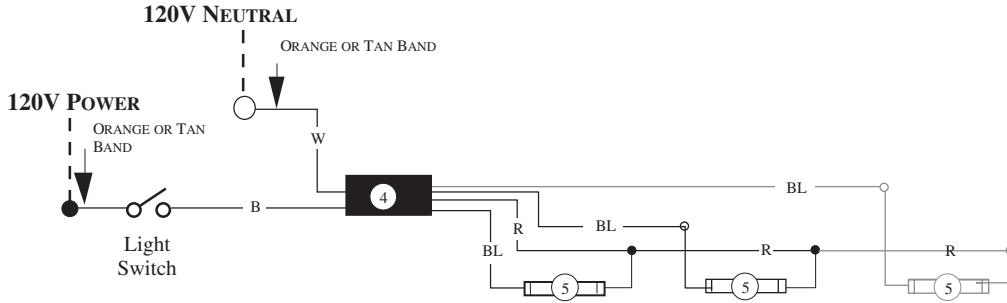 120V NEUTRAL
ORANGE OR TAN BAND
120V POWER
ORANGE OR TAN
BAND
W
4
BL
B
R
BL
BL
R
R
Light
Switch
5
5
5